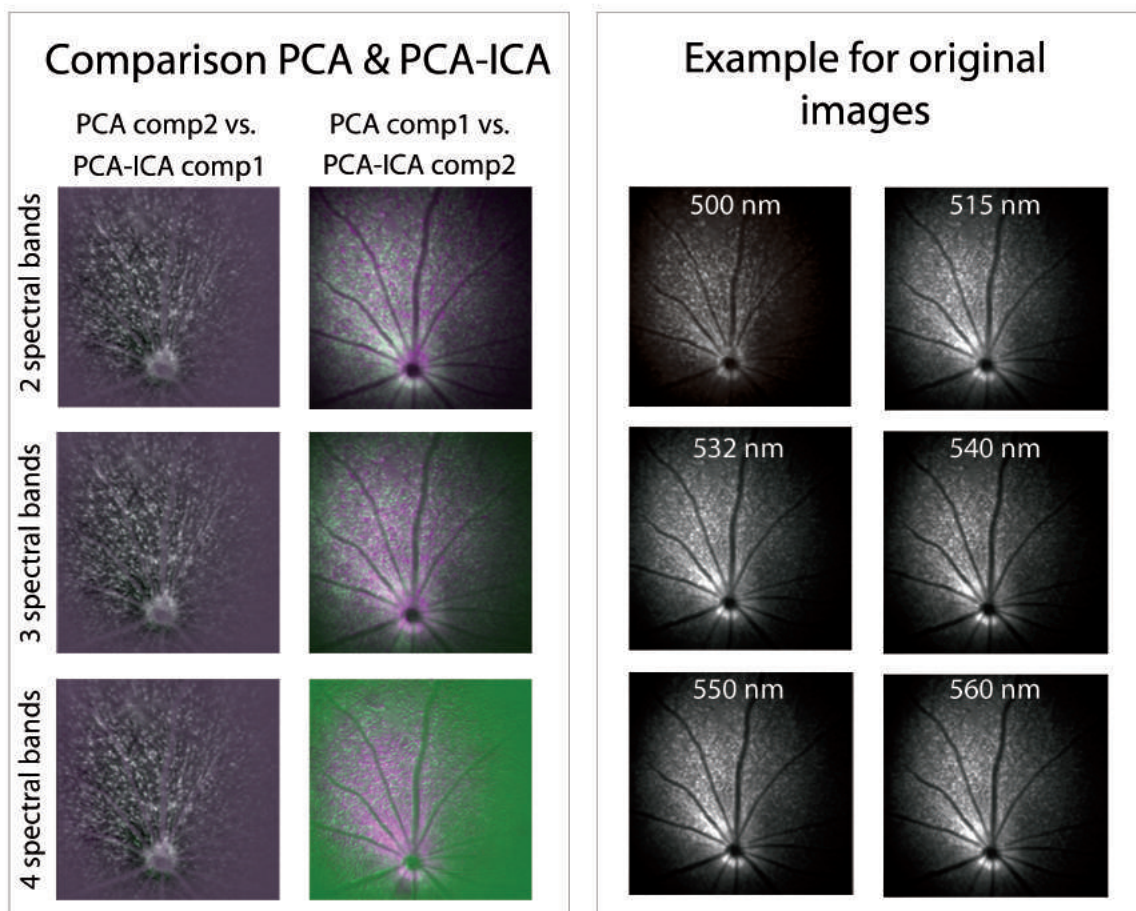 Comparison PCA & PCA-ICA
PCA comp2 vs.
PCA-ICA comp1
PCA comp1 vs.
PCA-ICA comp2
2 spectral bands
3 spectral bands
4 spectral bands
Example for original
images
500 nm
515 nm
532 nm
540 nm
550 nm
560 nm